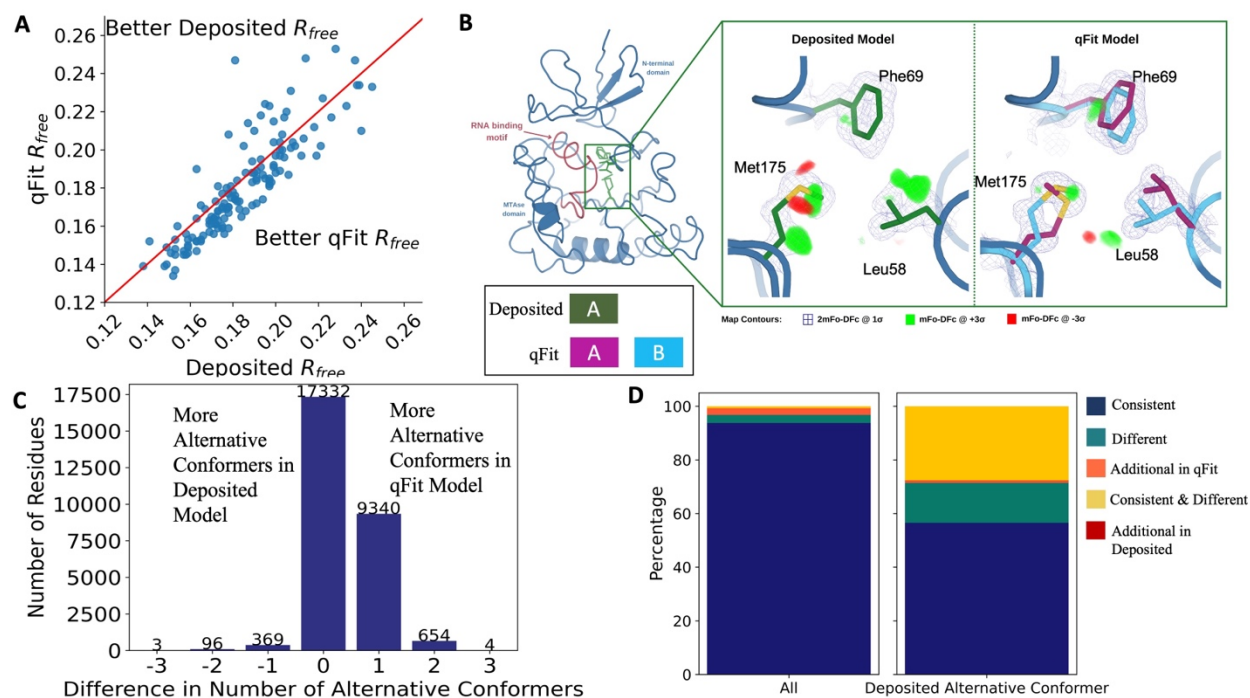 A
Better Deposited R_free
0.26
0.24
0.22
0.20
0.18
0.16
0.14
0.12
qFit R_free
Better qFit R_free
0.12
0.14
0.16
0.18
0.20
0.22
0.24
0.26
Deposited R_free
B
N-terminal
domain
RNA binding
motif
MTAse
domain
Deposited A
qFit A B
Deposited Model
Phe69
Met175
Leu58
qFit Model
Phe69
Met175
Leu58
Map Contours: 2mFo-DFc @ 1σ mFo-DFc @ +3σ mFo-DFc @ -3σ
C
17500
15000
12500
10000
7500
5000
2500
0
Number of Residues
More
Alternative
Conformers in
Deposited
Model
More
Alternative
Conformers in
qFit Model
3
96
369
17332
9340
654
4
-3 -2 -1 0 1 2 3
Difference in Number of Alternative Conformers
D
100
80
60
40
20
0
Percentage
All
Deposited Alternative Conformer
Consistent
Different
Additional in qFit
Consistent & Different
Additional in
Deposited